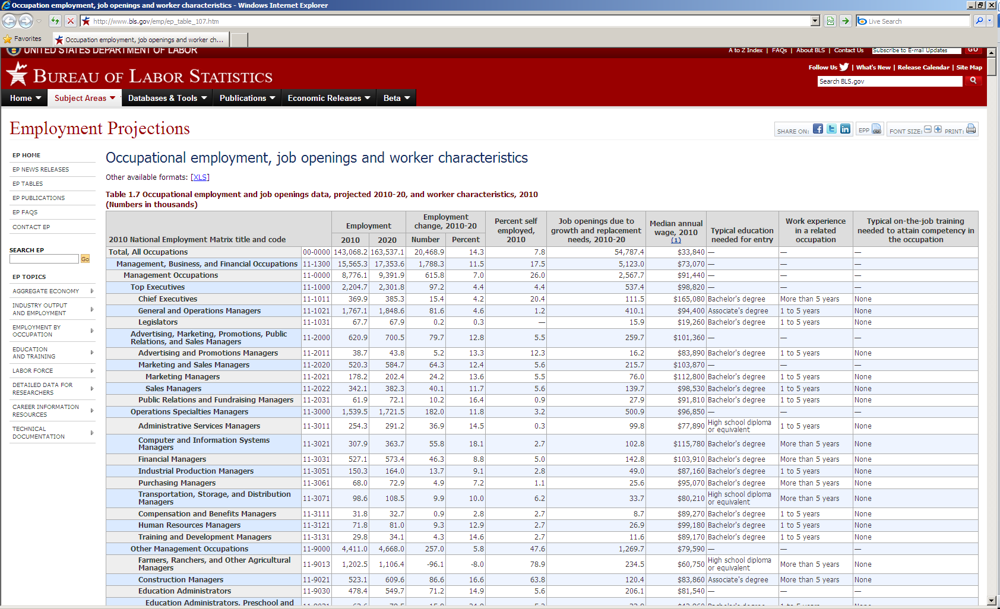 Occupation employment, job openings and worker characteristics - Windows Internet Explorer
http://www.bls.gov/emp/ep_table_107.htm
Live Search
Favorites
Occupation employment, job openings and worker ch...
UNITED STATES DEPARTMENT OF LABOR
A to Z Index | FAQs | About BLS | Contact Us Subscribe to E-mail Updates GO
Follow Us | What's New | Release Calendar | Site Map
BUREAU OF LABOR STATISTICS
Search BLS.gov
Home Subject Areas Databases & Tools Publications Economic Releases Beta
Employment Projections
SHARE ON: EPP FONT SIZE: PRINT:
EP HOME
EP NEWS RELEASES
EP TABLES
EP PUBLICATIONS
EP FAQS
CONTACT EP
SEARCH EP
Go
EP TOPICS
AGGREGATE ECONOMY
INDUSTRY OUTPUT
AND EMPLOYMENT
EMPLOYMENT BY
OCCUPATION
EDUCATION
AND TRAINING
LABOR FORCE
DETAILED DATA FOR
RESEARCHERS
CAREER INFORMATION
RESOURCES
TECHNICAL
DOCUMENTATION
Occupational employment, job openings and worker characteristics
Other available formats: [XLS]
Table 1.7 Occupational employment and job openings data, projected 2010-20, and worker characteristics, 2010
(Numbers in thousands)
2010 National Employment Matrix title and code
Employment
2010 2020
Employment
change, 2010-20
Number Percent
Percent self
employed,
2010
Job openings due to
growth and replacement
needs, 2010-20
Median annual
wage, 2010
(1)
Typical education
needed for entry
Work experience
in a related
occupation
Typical on-the-job training
needed to attain competency in
the occupation
Total, All Occupations 00-0000 143,068.2 163,537.1 20,468.9 14.3 7.8 54,787.4 $33,840 — — —
Management, Business, and Financial Occupations 11-1300 15,565.3 17,353.6 1,788.3 11.5 17.5 5,123.0 $73,070 — — —
Management Occupations 11-0000 8,776.1 9,391.9 615.8 7.0 26.0 2,567.7 $91,440 — — —
Top Executives 11-1000 2,204.7 2,301.8 97.2 4.4 4.4 537.4 $98,820 — — —
Chief Executives 11-1011 369.9 385.3 15.4 4.2 20.4 111.5 $165,080 Bachelor's degree More than 5 years None
General and Operations Managers 11-1021 1,767.1 1,848.6 81.6 4.6 1.2 410.1 $94,400 Associate's degree 1 to 5 years None
Legislators 11-1031 67.7 67.9 0.2 0.3 — 15.9 $19,260 Bachelor's degree 1 to 5 years None
Advertising, Marketing, Promotions, Public
Relations, and Sales Managers 11-2000 620.9 700.5 79.7 12.8 5.5 259.7 $101,360 — — —
Advertising and Promotions Managers 11-2011 38.7 43.8 5.2 13.3 12.3 16.2 $83,890 Bachelor's degree 1 to 5 years None
Marketing and Sales Managers 11-2020 520.3 584.7 64.3 12.4 5.6 215.7 $103,870 — — —
Marketing Managers 11-2021 178.2 202.4 24.2 13.6 5.5 76.0 $112,800 Bachelor's degree 1 to 5 years None
Sales Managers 11-2022 342.1 382.3 40.1 11.7 5.6 139.7 $98,530 Bachelor's degree 1 to 5 years None
Public Relations and Fundraising Managers 11-2031 61.9 72.1 10.2 16.4 0.9 27.9 $91,810 Bachelor's degree 1 to 5 years None
Operations Specialties Managers 11-3000 1,539.5 1,721.5 182.0 11.8 3.2 500.9 $96,850 — — —
Administrative Services Managers 11-3011 254.3 291.2 36.9 14.5 0.3 99.8 $77,890 High school diploma
or equivalent 1 to 5 years None
Computer and Information Systems
Managers 11-3021 307.9 363.7 55.8 18.1 2.7 102.8 $115,780 Bachelor's degree More than 5 years None
Financial Managers 11-3031 527.1 573.4 46.3 8.8 5.0 142.8 $103,910 Bachelor's degree More than 5 years None
Industrial Production Managers 11-3051 150.3 164.0 13.7 9.1 2.8 49.0 $87,160 Bachelor's degree 1 to 5 years None
Purchasing Managers 11-3061 68.0 72.9 4.9 7.2 1.1 25.6 $95,070 Bachelor's degree More than 5 years None
Transportation, Storage, and Distribution
Managers 11-3071 98.6 108.5 9.9 10.0 6.2 33.7 $80,210 High school diploma
or equivalent More than 5 years None
Compensation and Benefits Managers 11-3111 31.8 32.7 0.9 2.8 2.7 8.7 $89,270 Bachelor's degree 1 to 5 years None
Human Resources Managers 11-3121 71.8 81.0 9.3 12.9 2.7 26.9 $99,180 Bachelor's degree 1 to 5 years None
Training and Development Managers 11-3131 29.8 34.1 4.3 14.6 2.7 11.6 $89,170 Bachelor's degree 1 to 5 years None
Other Management Occupations 11-9000 4,411.0 4,668.0 257.0 5.8 47.6 1,269.7 $79,590 — — —
Farmers, Ranchers, and Other Agricultural
Managers 11-9013 1,202.5 1,106.4 -96.1 -8.0 78.9 234.5 $60,750 High school diploma
or equivalent More than 5 years None
Construction Managers 11-9021 523.1 609.6 86.6 16.6 63.8 120.4 $83,860 Associate's degree More than 5 years None
Education Administrators 11-9030 478.4 549.7 71.2 14.9 5.6 206.1 $81,540 — — —
Education Administrators, Preschool and